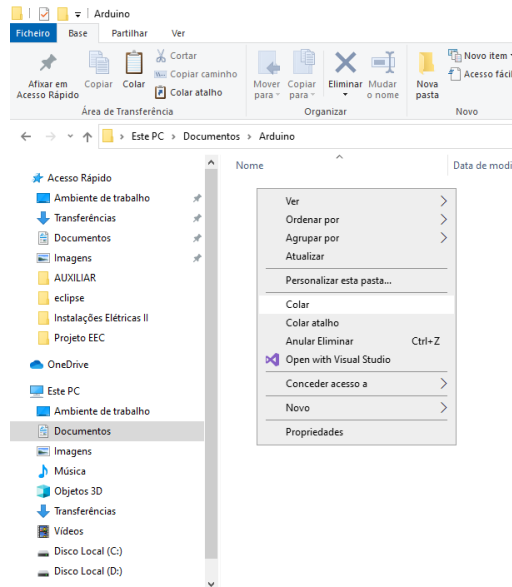 Arduino
Ficheiro Base Partilhar Ver
Afixar em
Acesso Rápido
Copiar
Colar
Cortar
Copiar caminho
Colar atalho
Área de Transferência
Mover
para
Copiar
para
Eliminar
Mudar
o nome
Organizar
Nova
pasta
Novo item
Acesso fácil
Novo
Este PC > Documentos > Arduino
Nome Data de modi
Acesso Rápido
Ambiente de trabalho
Transferências
Documentos
Imagens
AUXILIAR
eclipse
Instalações Elétricas II
Projeto EEC
OneDrive
Este PC
Ambiente de trabalho
Documentos
Imagens
Música
Objetos 3D
Transferências
Vídeos
Disco Local (C:)
Disco Local (D:)
Ver
Ordenar por
Agrupar por
Atualizar
Personalizar esta pasta...
Colar
Colar atalho
Anular Eliminar Ctrl+Z
Open with Visual Studio
Conceder acesso a
Novo
Propriedades